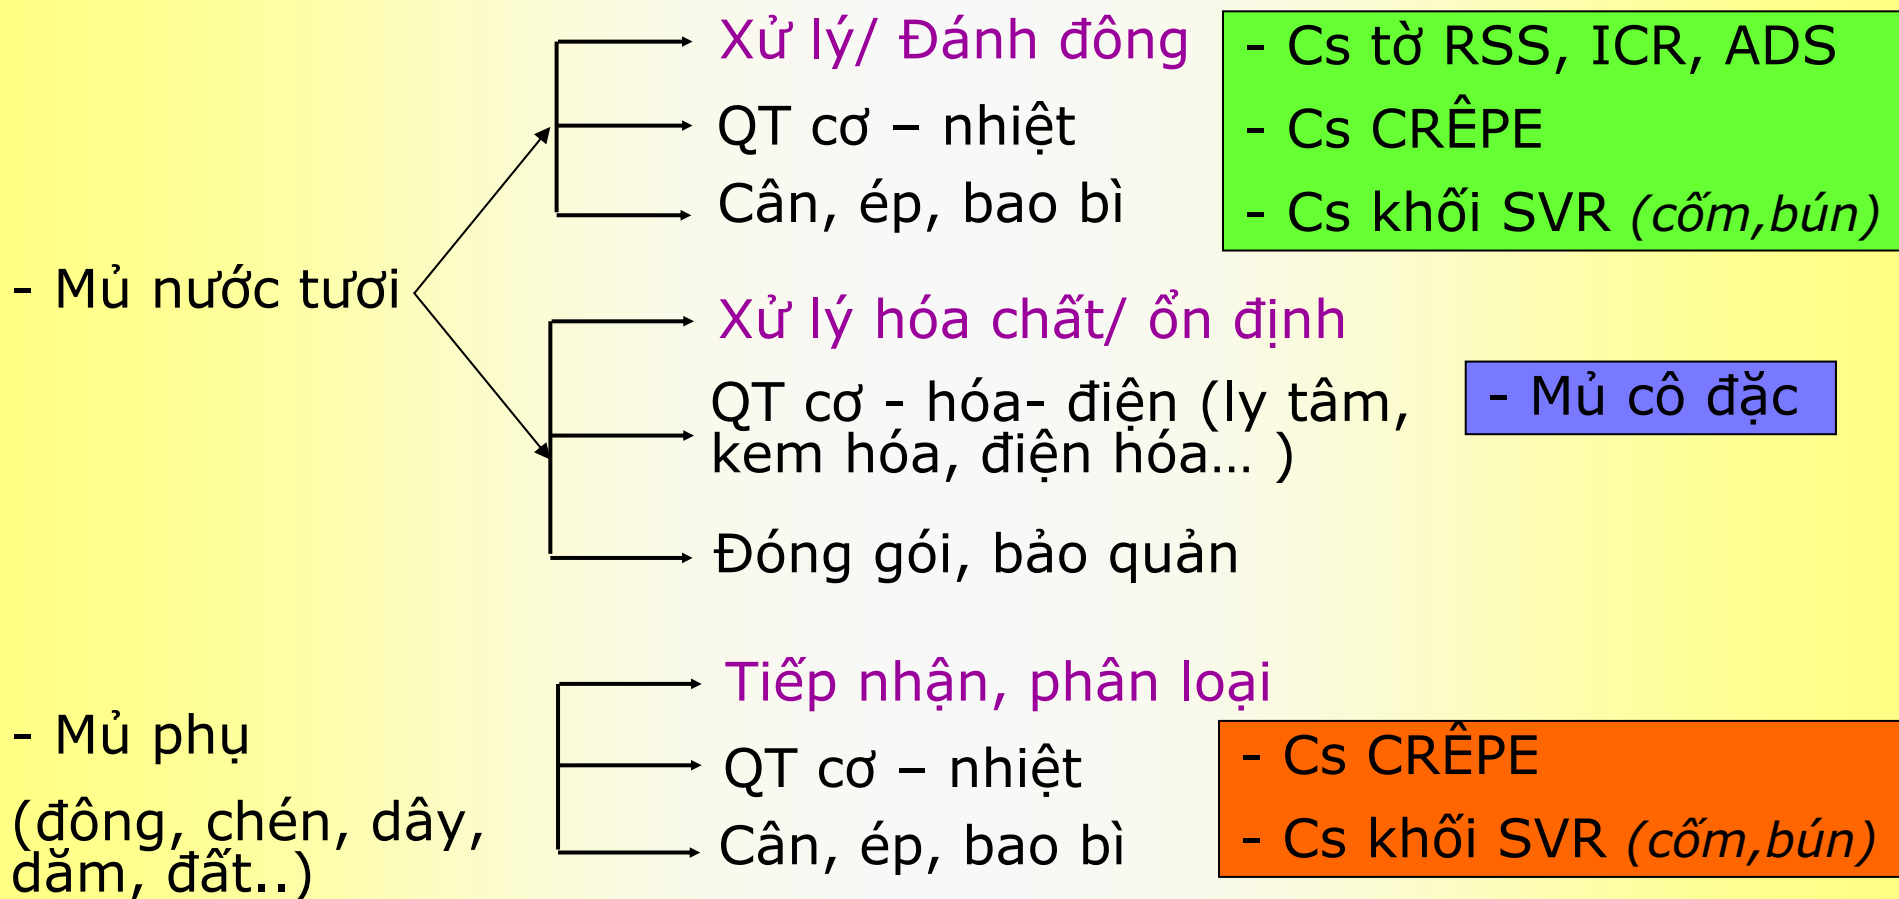 Xử lý/ Đánh đông
QT cơ – nhiệt
Cân, ép, bao bì
- Cs tờ RSS, ICR, ADS
- Cs CRÊPE
- Cs khối SVR (cốm,bún)
- Mủ nước tươi
Xử lý hóa chất/ ổn định
QT cơ - hóa- điện (ly tâm,
kem hóa, điện hóa... )
Đóng gói, bảo quản
- Mủ cô đặc
- Mủ phụ
(đông, chén, dây,
dăm, đất..)
Tiếp nhận, phân loại
QT cơ – nhiệt
Cân, ép, bao bì
- Cs CRÊPE
- Cs khối SVR (cốm,bún)